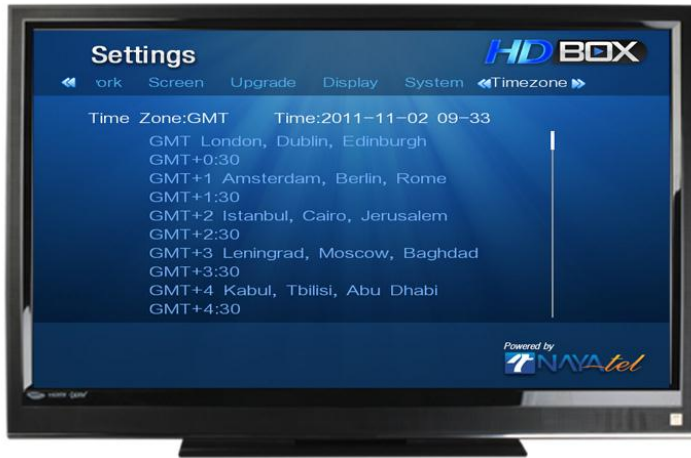 Settings
HD BOX
ork Screen Upgrade Display System Timezone
Time Zone:GMT Time:2011-11-02 09-33
GMT London, Dublin, Edinburgh
GMT+0:30
GMT+1 Amsterdam, Berlin, Rome
GMT+1:30
GMT+2 Istanbul, Cairo, Jerusalem
GMT+2:30
GMT+3 Leningrad, Moscow, Baghdad
GMT+3:30
GMT+4 Kabul, Tbilisi, Abu Dhabi
GMT+4:30
Powered by
NAYAtel